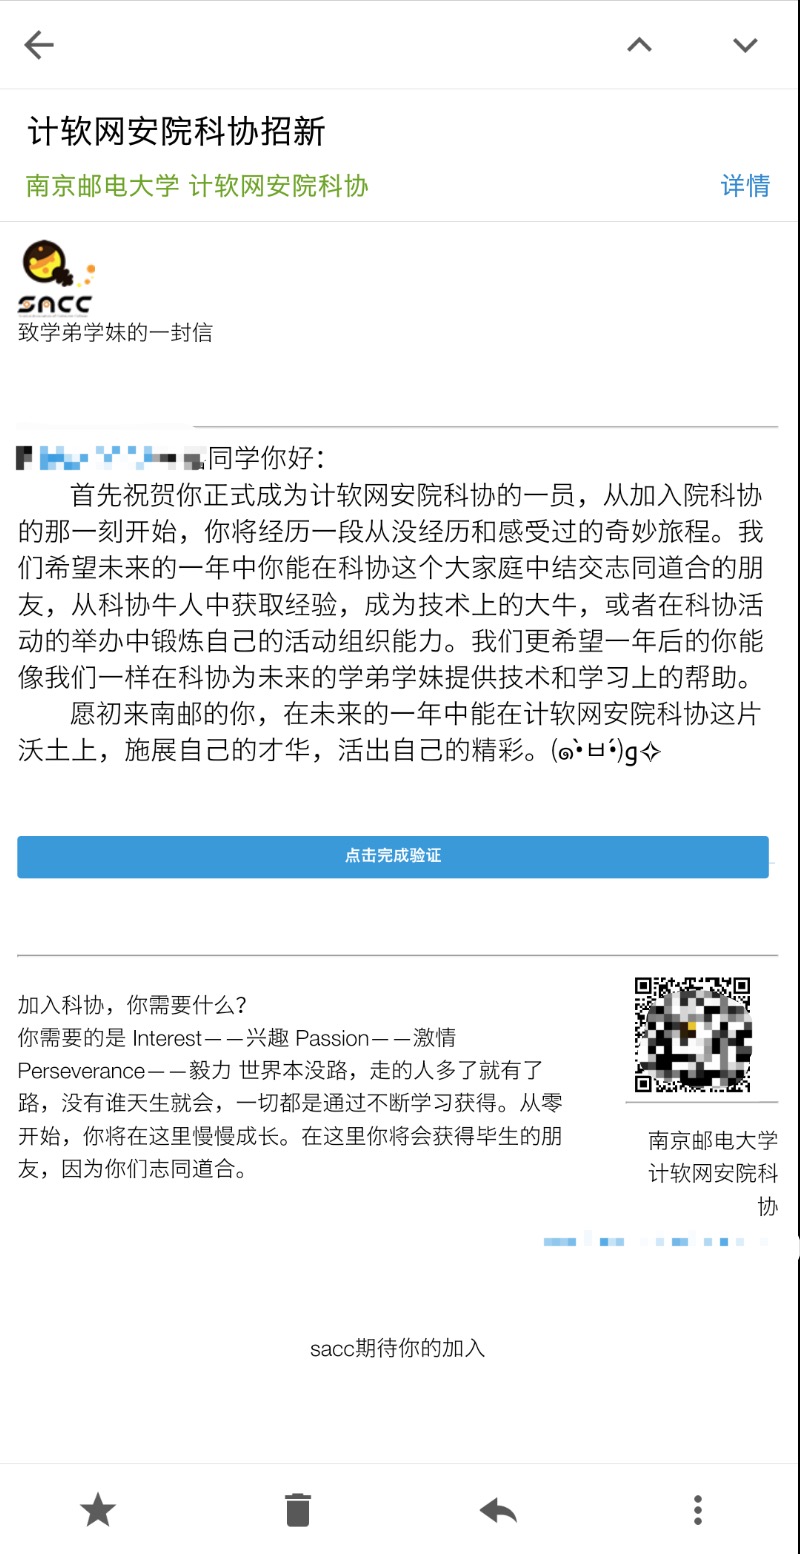 计软网安院科协招新
南京邮电大学 计软网安院科协
详情
SACC
致学弟学妹的一封信
同学你好：
首先祝贺你正式成为计软网安院科协的一员，从加入院科协
的那一刻开始，你将经历一段从没经历和感受过的奇妙旅程。我
们希望未来的一年中你能在科协这个大家庭中结交志同道合的朋
友，从科协牛人中获取经验，成为技术上的大牛，或者在科协活
动的举办中锻炼自己的活动组织能力。我们更希望一年后的你能
像我们一样在科协为未来的学弟学妹提供技术和学习上的帮助。
愿初来南邮的你，在未来的一年中能在计软网安院科协这片
沃土上，施展自己的才华，活出自己的精彩。(๑•̀ㅂ•́)و✧
点击完成验证
加入科协，你需要什么？
你需要的是 Interest——兴趣 Passion——激情
Perseverance——毅力 世界本没路，走的人多了就有了
路，没有谁天生就会，一切都是通过不断学习获得。从零
开始，你将在这里慢慢成长。在这里你将会获得毕生的朋
友，因为你们志同道合。
南京邮电大学
计软网安院科
协
sacc期待你的加入